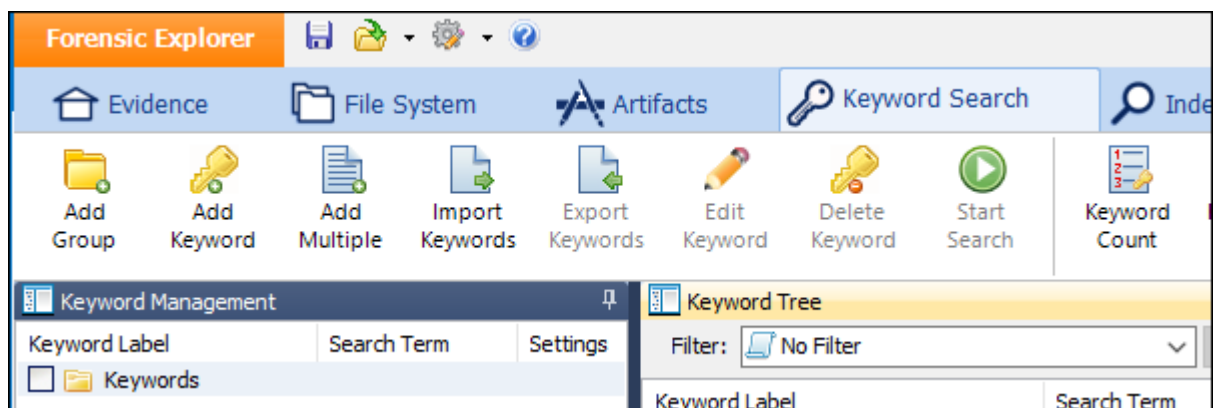 Forensic Explorer
Evidence File System Artifacts Keyword Search
Add Group Add Keyword Add Multiple Import Keywords Export Keywords Edit Keyword Delete Keyword Start Search Keyword Count
Keyword Management Keyword Tree
Keyword Label Search Term Settings Filter: No Filter
Keywords
Keyword Label Search Term